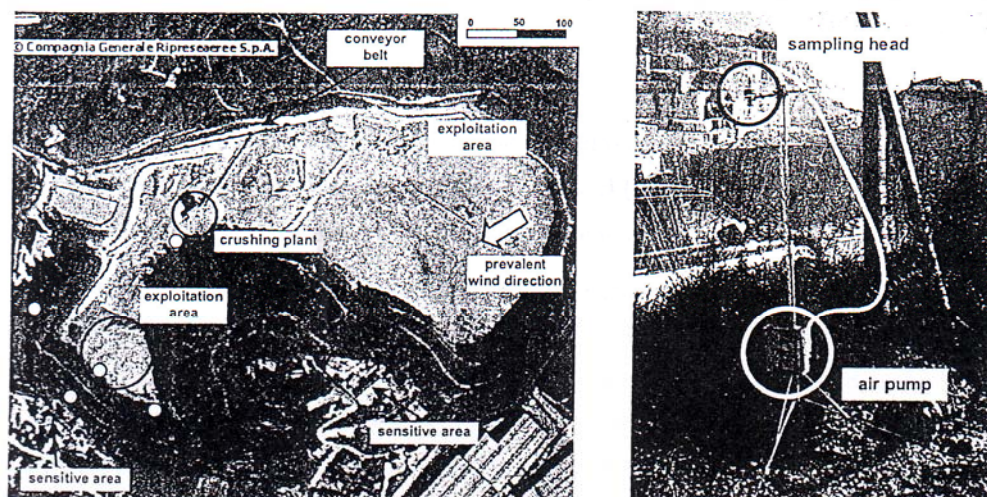 © Compagnia Generale Ripreseaeree S.p.A.
conveyor
belt
0 50 100
exploitation
area
crushing plant
prevalent
wind direction
exploitation
area
sensitive area
sensitive area
sampling head
air pump